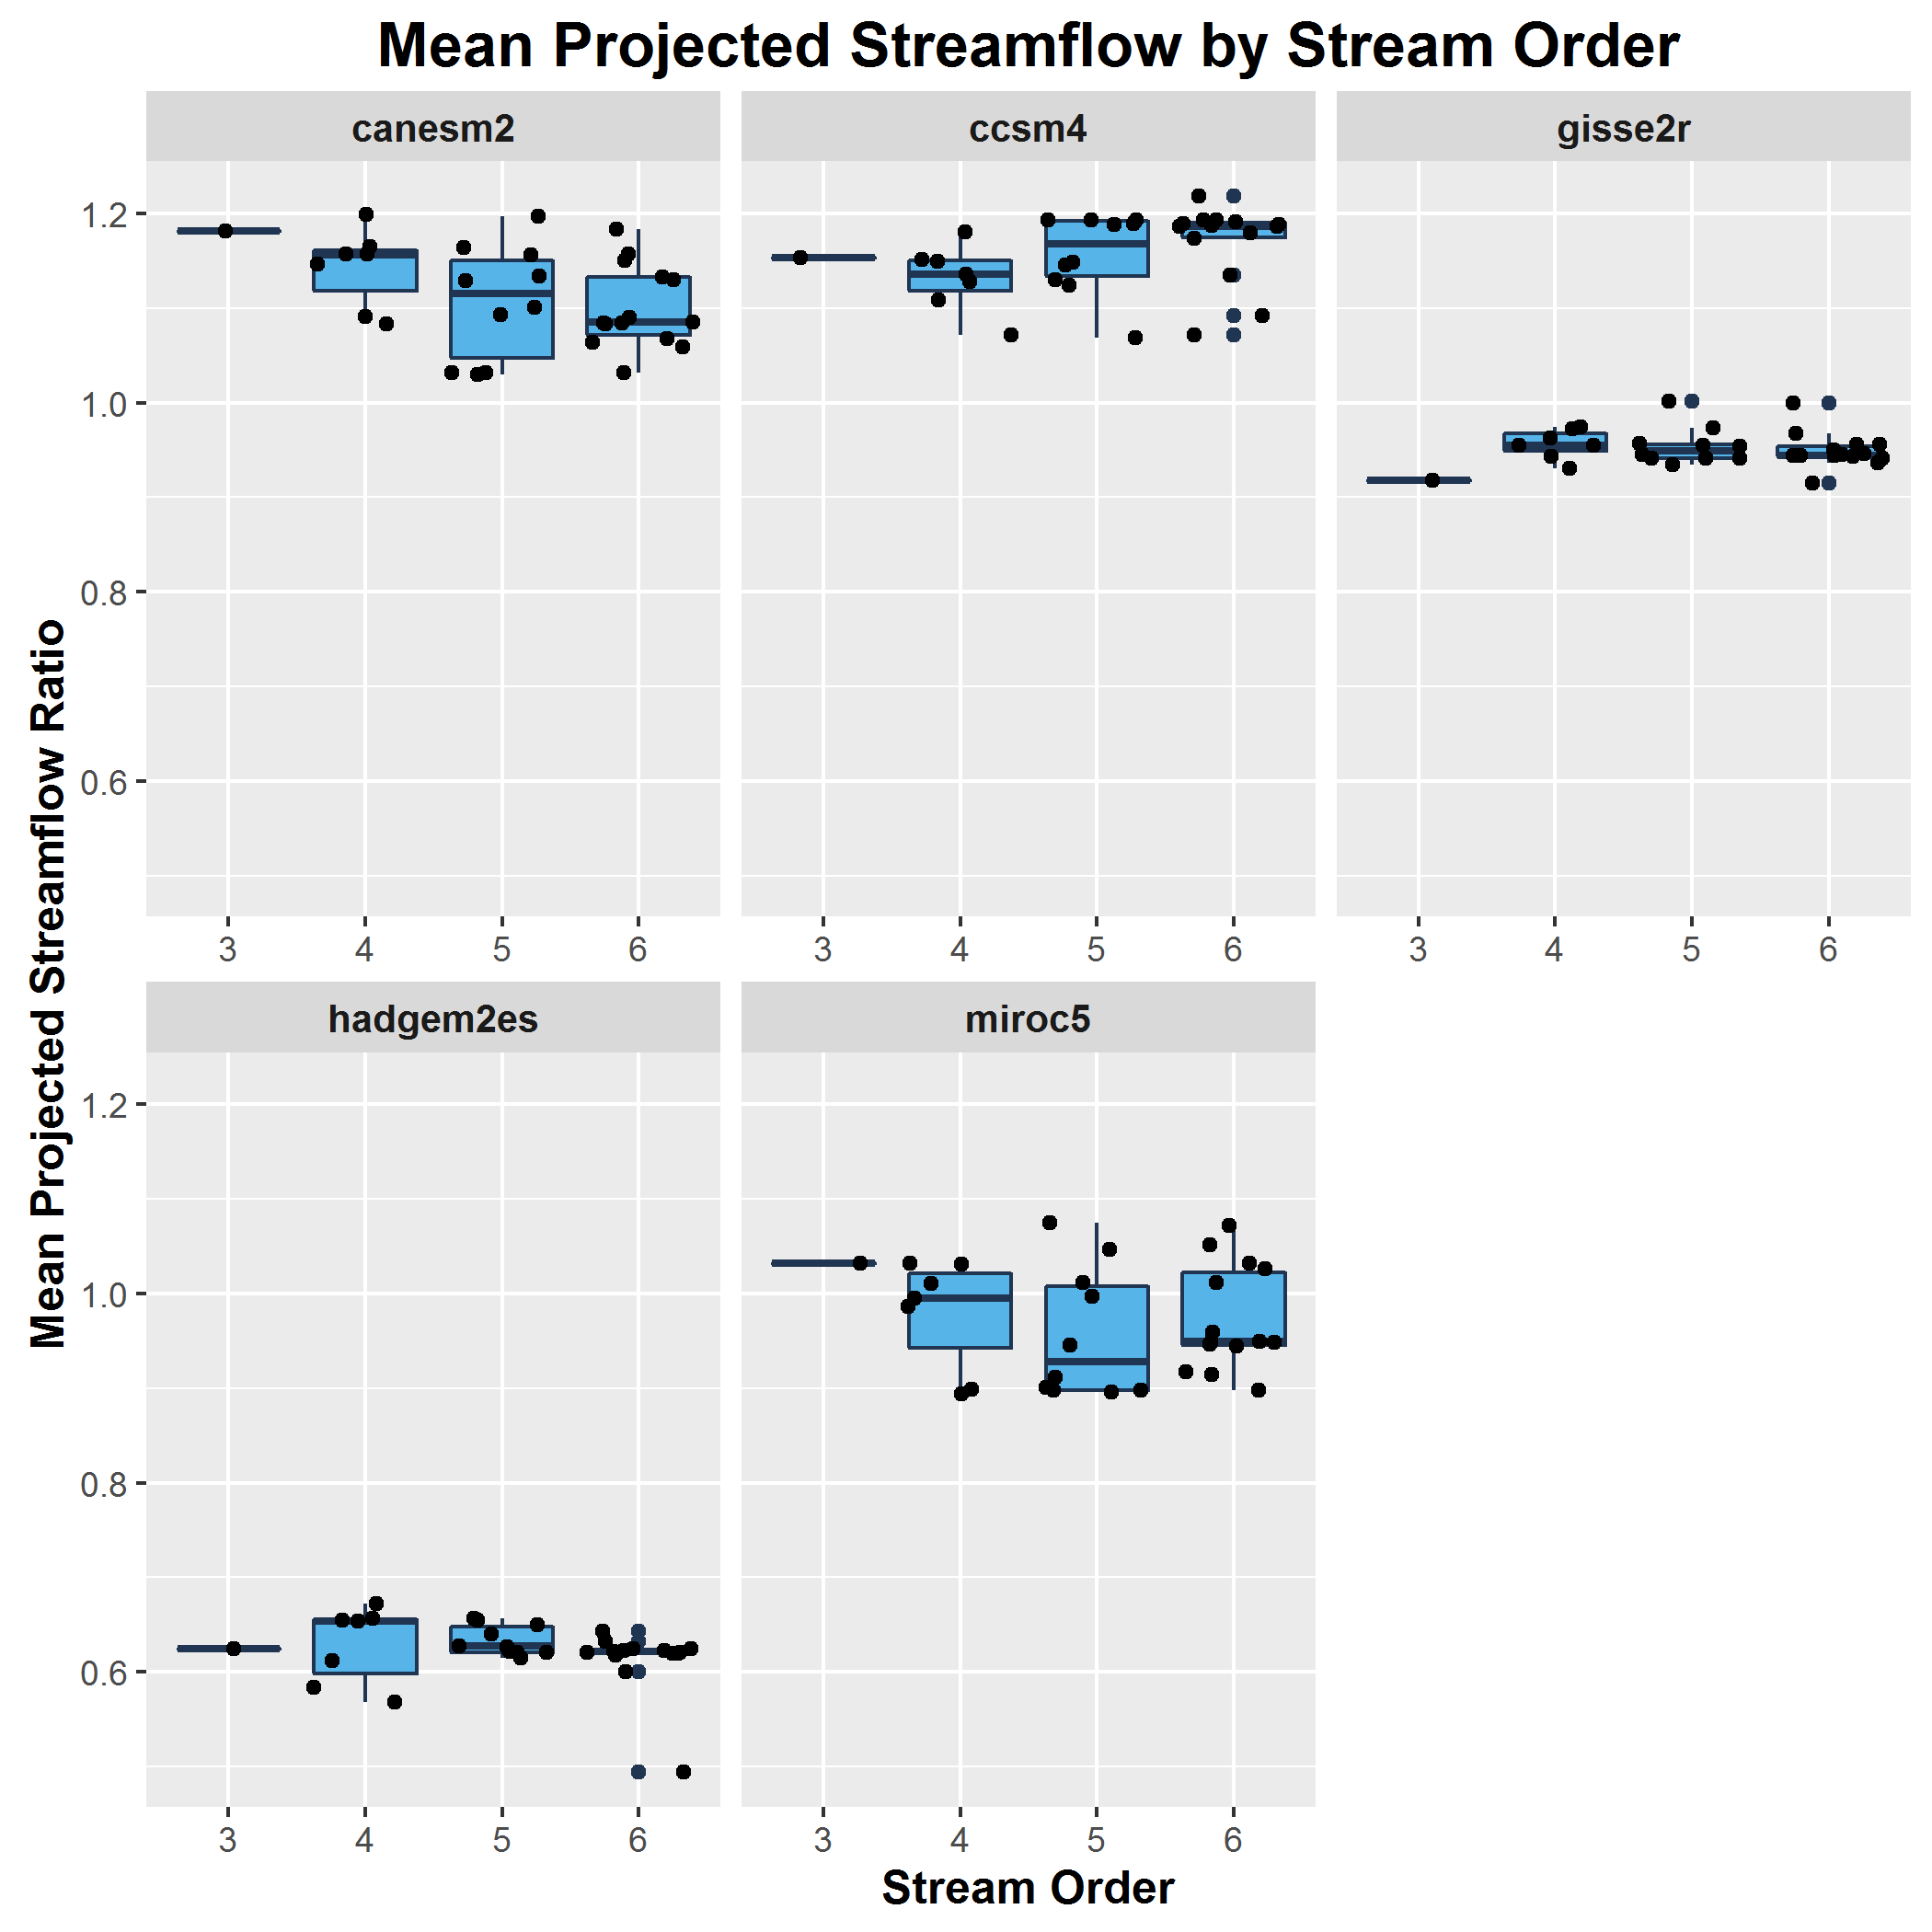 Mean Projected Streamflow by Stream Order
canesm2
ccsm4
gisse2r
1.2
1.0
0.8
0.6
3 4 5 6
3 4 5 6
3 4 5 6
Mean Projected Streamflow Ratio
hadgem2es
miroc5
1.2
1.0
0.8
0.6
3 4 5 6
3 4 5 6
Stream Order